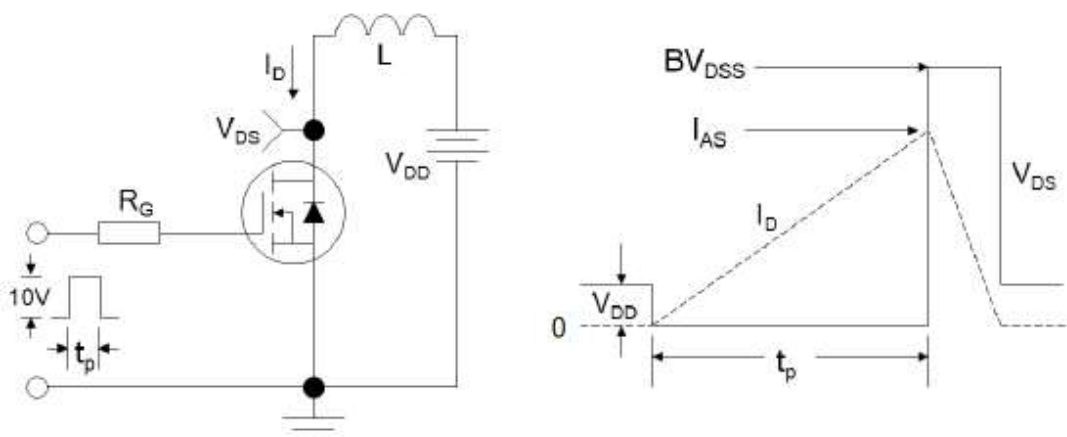 L
I_D
V_DS
V_DD
R_G
10V
t_p
BV_DSS
I_AS
V_DS
I_D
V_DD
0
t_p